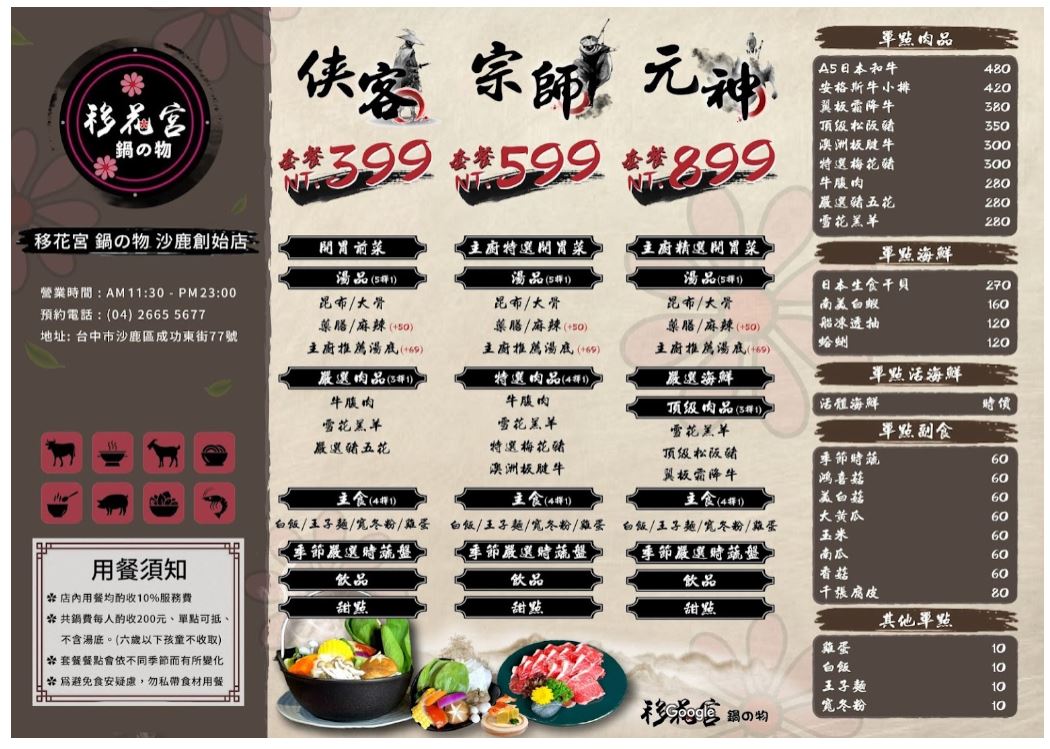 移花宮
鍋の物
移花宮 鍋の物 沙鹿創始店
營業時間：AM11:30 - PM23:00
預約電話：(04) 2665 5677
地址: 台中市沙鹿區成功東街77號
用餐須知
店內用餐均酌收10%服務費
共鍋費每人酌收200元、單點可抵、
不含湯底。(六歲以下孩童不收取)
套餐餐點會依不同季節而有所變化
為避免食安疑慮，勿私帶食材用餐
俠客
套餐
NT.399
開胃前菜
湯品(5擇1)
昆布/大骨
藥膳/麻辣(+50)
主廚推薦湯底(+69)
嚴選肉品(3擇1)
牛腹肉
雪花羔羊
嚴選豬五花
主食(4擇1)
白飯/王子麵/寬冬粉/雞蛋
季節嚴選時蔬盤
飲品
甜點
宗師
套餐
NT.599
主廚特選開胃菜
湯品(5擇1)
昆布/大骨
藥膳/麻辣(+50)
主廚推薦湯底(+69)
特選肉品(4擇1)
牛腹肉
雪花羔羊
特選梅花豬
澳洲板腱牛
主食(4擇1)
白飯/王子麵/寬冬粉/雞蛋
季節嚴選時蔬盤
飲品
甜點
元神
套餐
NT.899
主廚精選開胃菜
湯品(5擇1)
昆布/大骨
藥膳/麻辣(+50)
主廚推薦湯底(+69)
嚴選海鮮
頂級肉品(3擇1)
雪花羔羊
頂級松阪豬
翼板霜降牛
主食(4擇1)
白飯/王子麵/寬冬粉/雞蛋
季節嚴選時蔬盤
飲品
甜點
移花宮 鍋の物
Google
單點肉品
A5日本和牛 480
安格斯牛小排 420
翼板霜降牛 380
頂級松阪豬 350
澳洲板腱牛 300
特選梅花豬 300
牛腹肉 280
嚴選豬五花 280
雪花羔羊 280
單點海鮮
日本生食干貝 270
南美白蝦 160
船凍透抽 120
蛤蜊 120
單點活海鮮
活體海鮮 時價
單點副食
季節時蔬 60
鴻喜菇 60
美白菇 60
大黃瓜 60
玉米 60
南瓜 60
香菇 60
千張腐皮 80
其他單點
雞蛋 10
白飯 10
王子麵 10
寬冬粉 10